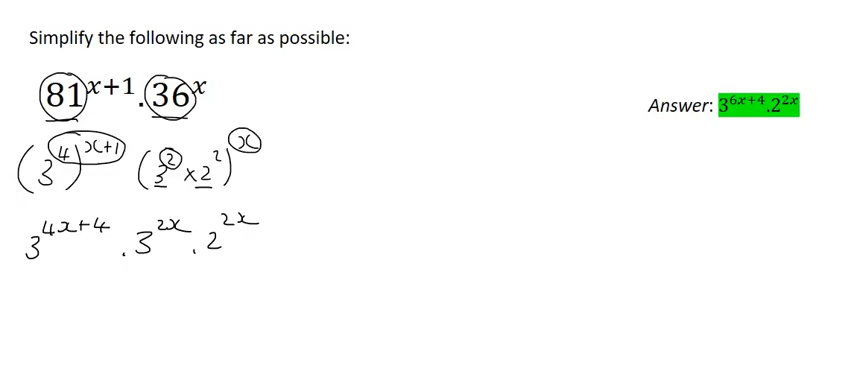 Simplify the following as far as possible:
81^{x+1}.36^{x}
Answer: 3^{6x+4}.2^{2x}
(3^{4})^{x+1} (3^{2}×2^{2})^{x}
3^{4x+4}.3^{2x}.2^{2x}